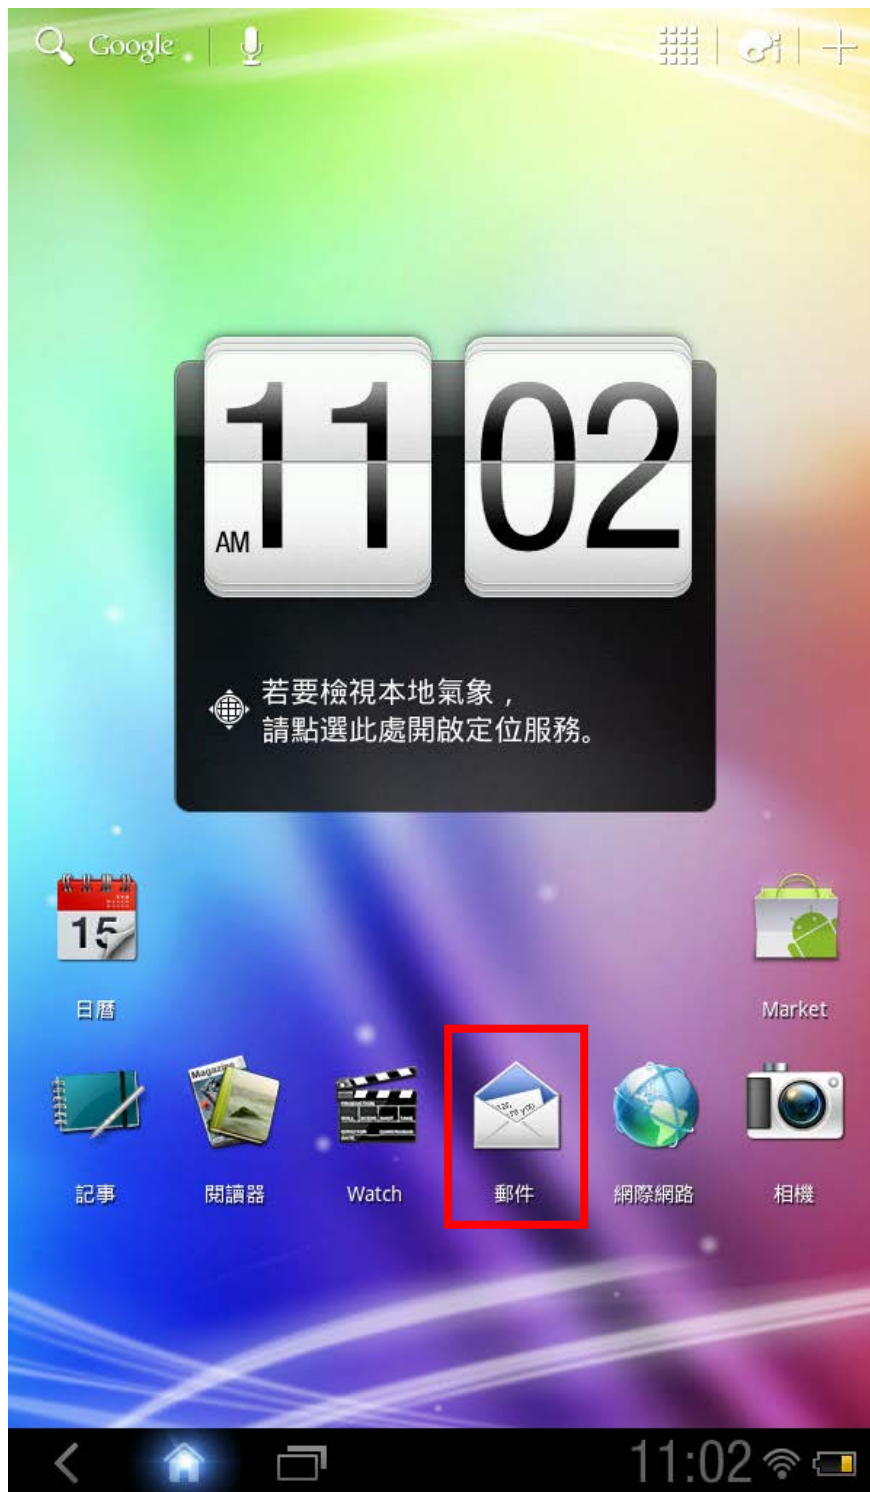 Google
11 02
AM
若要檢視本地氣象，
請點選此處開啟定位服務。
15
日曆
Market
Magazine
記事
閱讀器
Watch
郵件
網際網路
相機
11:02